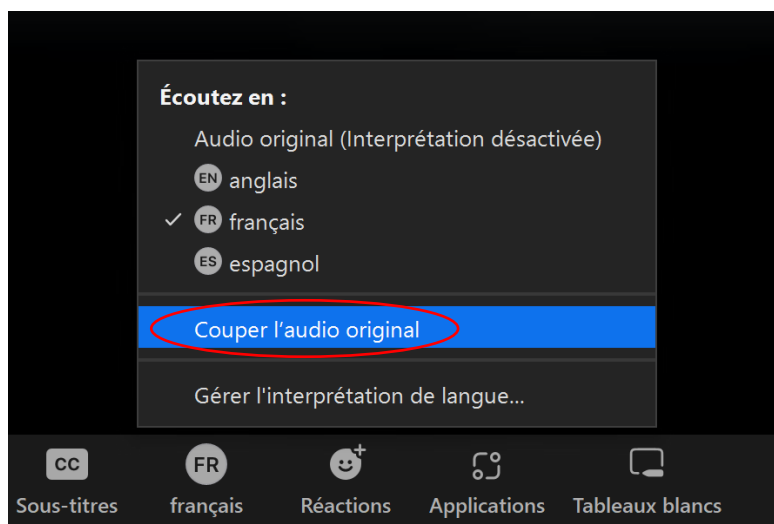 Écoutez en :
Audio original (Interprétation désactivée)
EN anglais
FR français
ES espagnol
Couper l’audio original
Gérer l'interprétation de langue...
CC FR
Sous-titres français Réactions Applications Tableaux blancs